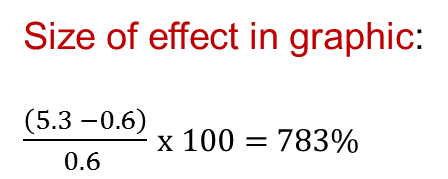 Size of effect in graphic:
(5.3 –0.6)
0.6
x 100 = 783%